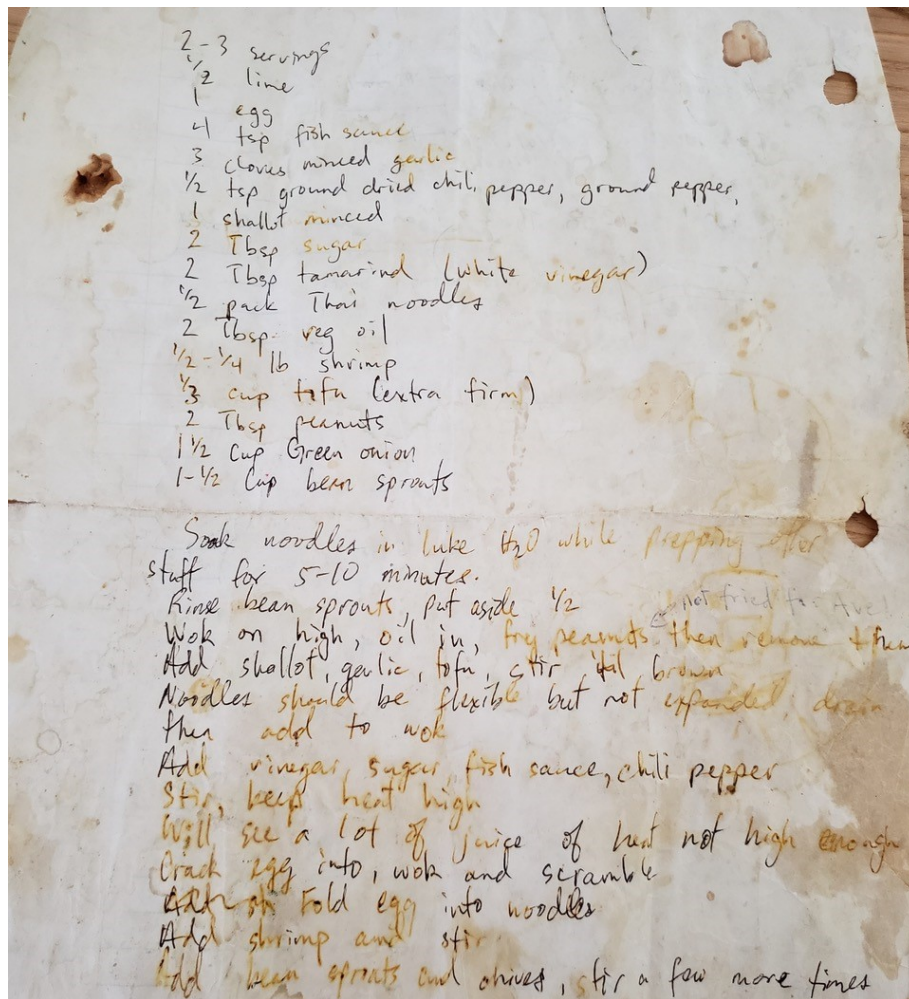 2-3 servings
1/2 lime
1 egg
4 tsp fish sauce
3 cloves minced garlic
1/2 tsp ground dried chili pepper, ground pepper,
1 shallot minced
2 Tbsp sugar
2 Tbsp tamarind (white vinegar)
1/2 pack Thai noodles
2 Tbsp veg oil
1/2-1/4 lb shrimp
1/3 cup tofu (extra firm)
2 Tbsp peanuts
1 1/2 Cup Green onion
1-1/2 Cup bean sprouts
Soak noodles in luke H2O while prepping other
stuff for 5-10 minutes.
Rinse bean sprouts, put aside 1/2
not fried for
Wok on high, oil in, fry peanuts then remove then
Add shallot, garlic, tofu, stir til brown
Noodles should be flexible but not expanded, drain
then add to wok
Add vinegar, sugar, fish sauce, chili pepper
Stir, keep heat high
Will see a lot of juice of heat not high enough
Crack egg into, wok and scramble
Fold egg into noodles
Add shrimp and stir
Add bean sprouts and chives, stir a few more times